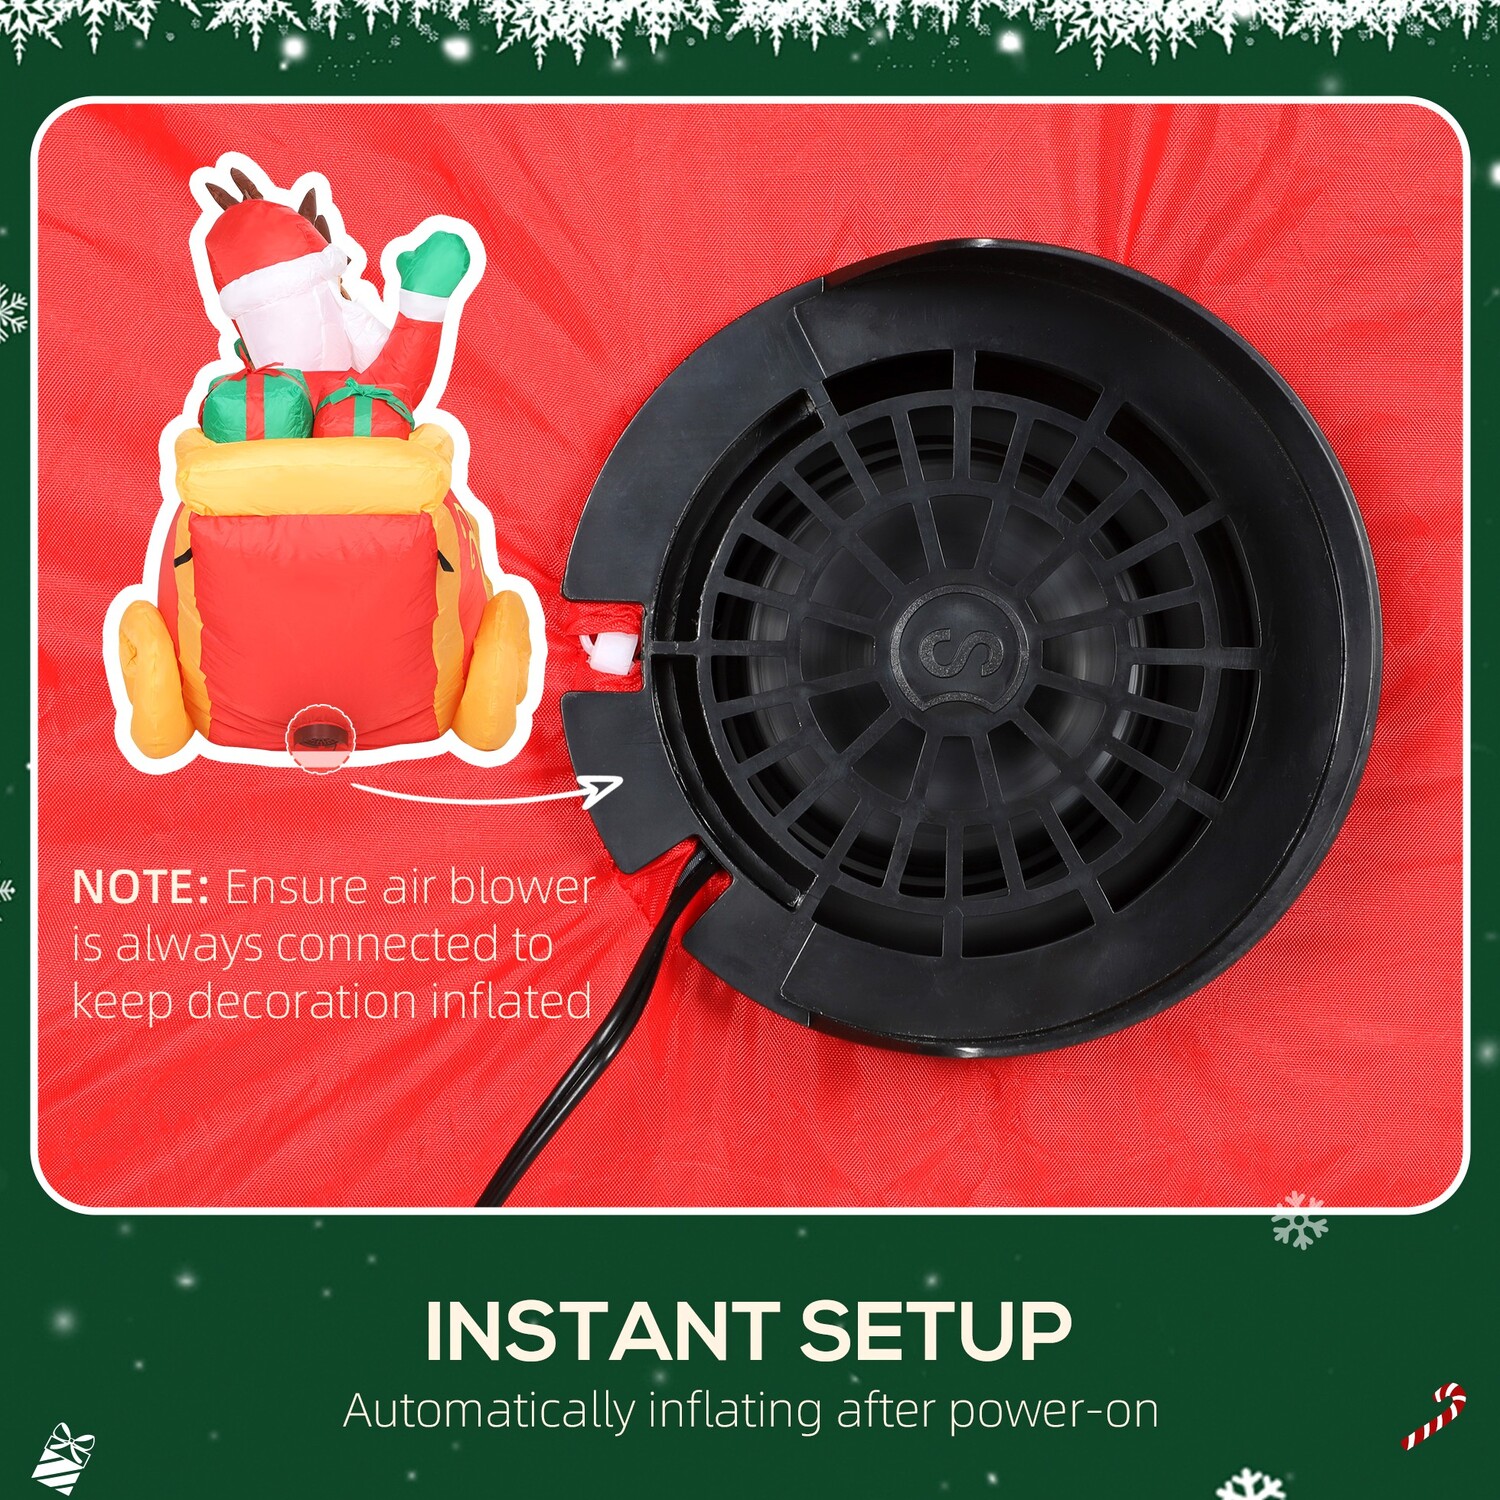 S
NOTE: Ensure air blower
is always connected to
keep decoration inflated
INSTANT SETUP
Automatically inflating after power-on